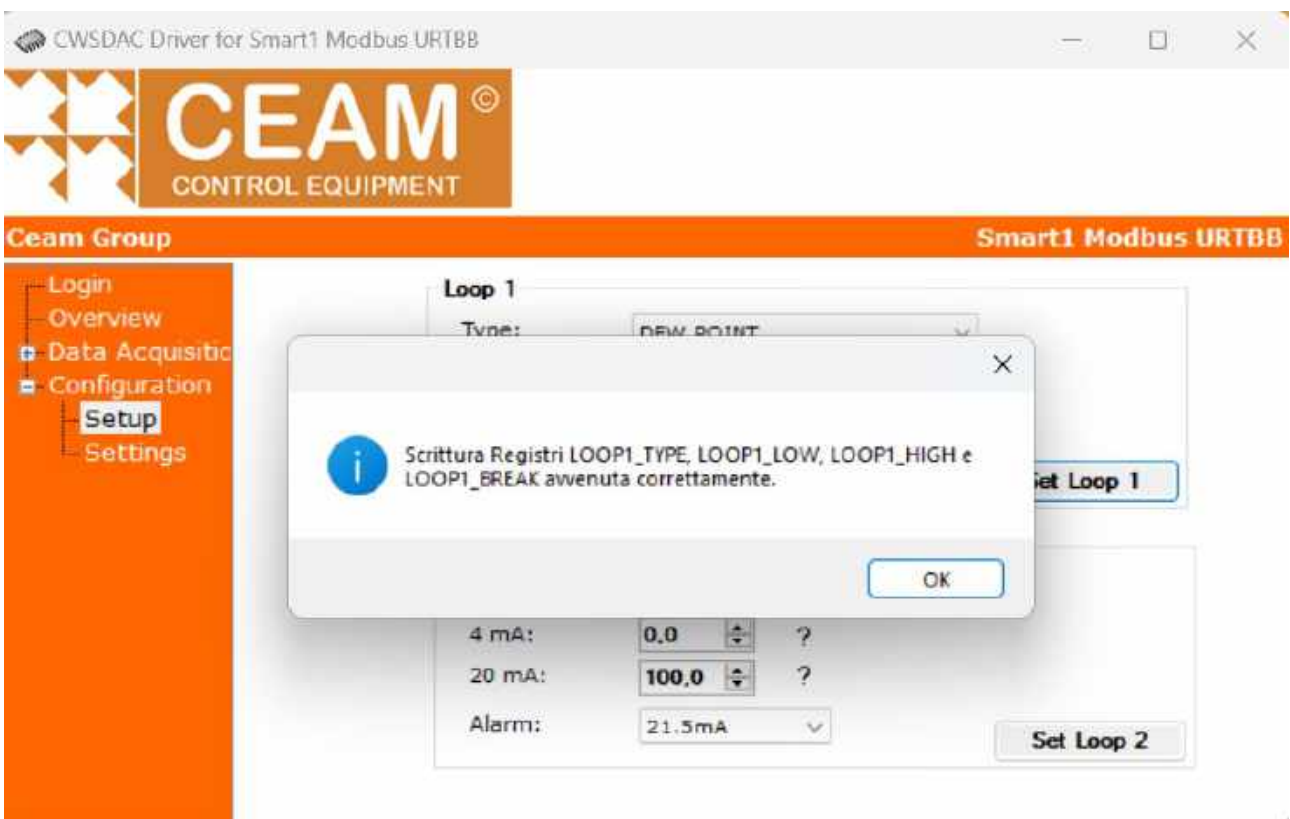 CWSDAC Driver for Smart1 Modbus URTBB
CEAM ©
CONTROL EQUIPMENT
Ceam Group
Smart1 Modbus URTBB
Login
Overview
Data Acquisitic
Configuration
Setup
Settings
Loop 1
Type: DEW POINT
Scrittura Registri LOOP1_TYPE, LOOP1_LOW, LOOP1_HIGH e
LOOP1_BREAK avvenuta correttamente.
OK
Set Loop 1
4 mA: 0,0 ?
20 mA: 100,0 ?
Alarm: 21.5mA
Set Loop 2